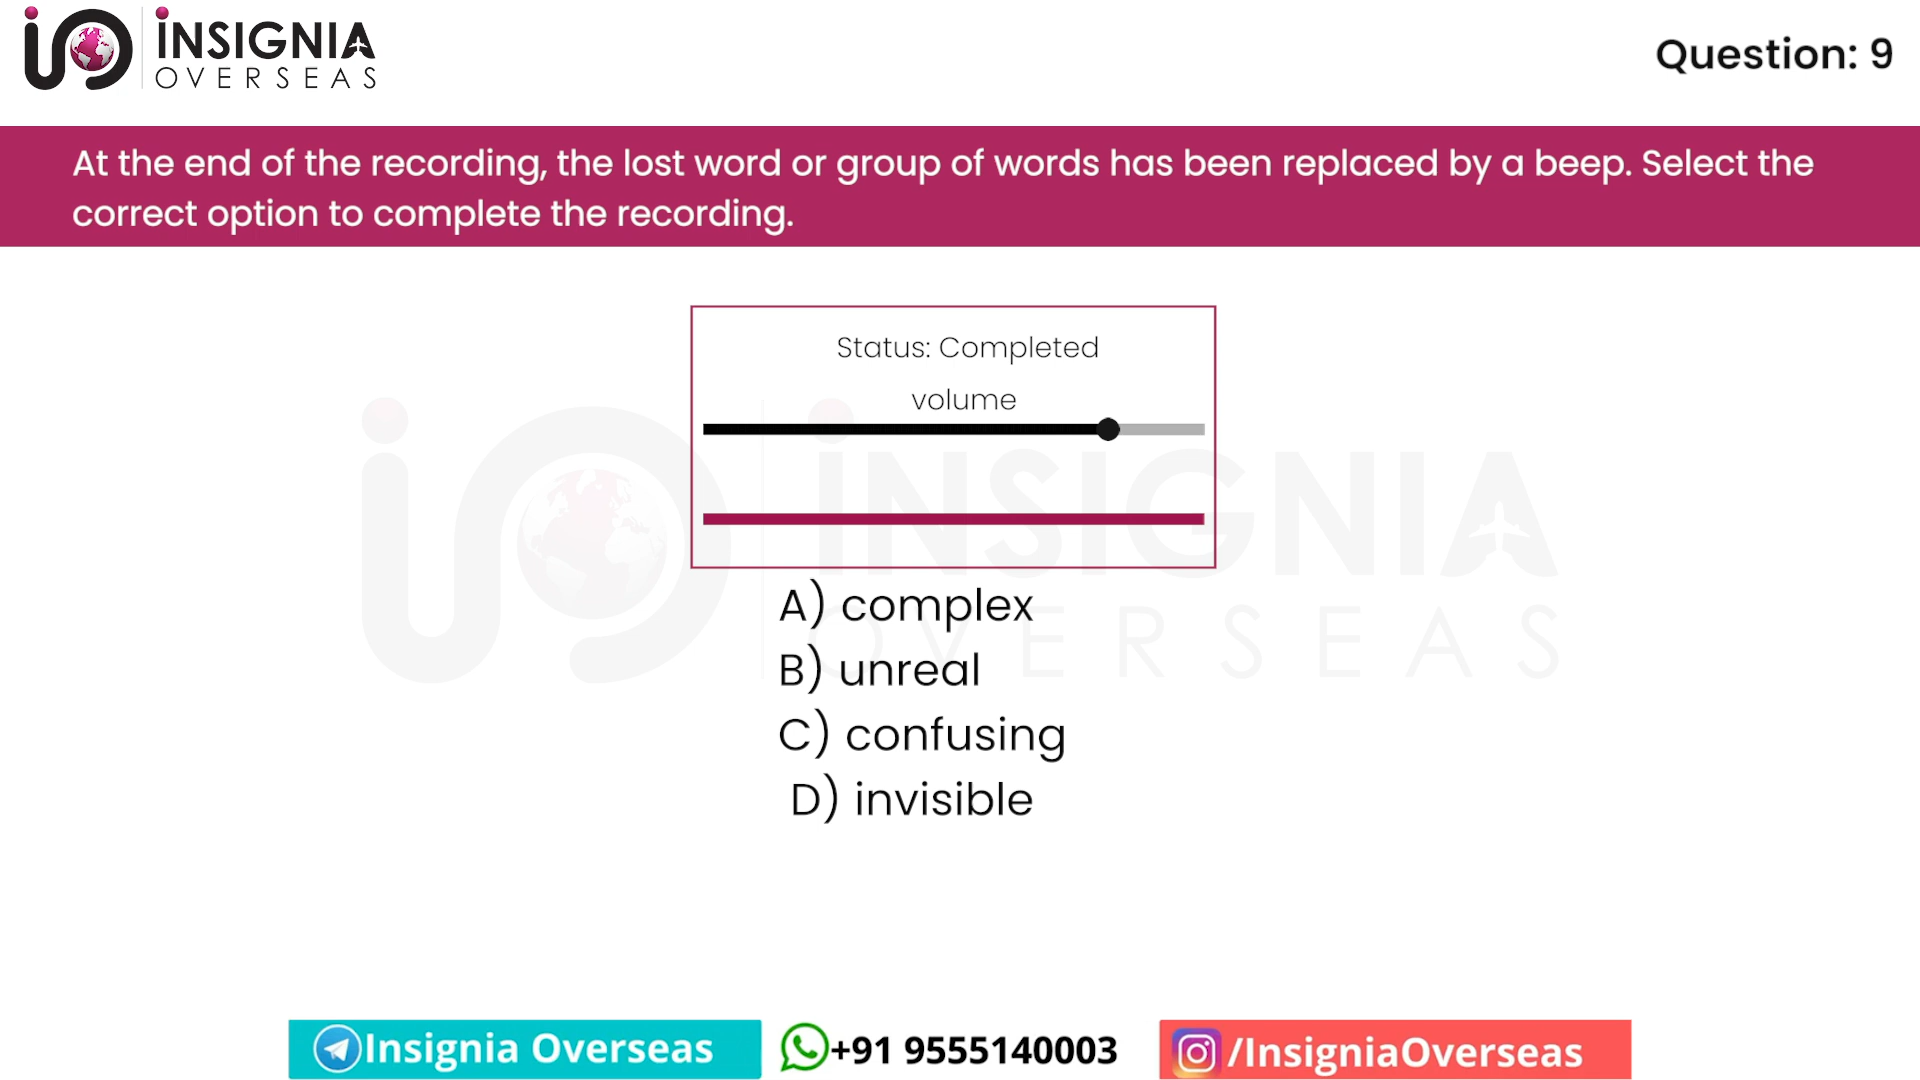 INSIGNIA
OVERSEAS
Question: 9
At the end of the recording, the lost word or group of words has been replaced by a beep. Select the
correct option to complete the recording.
Status: Completed
volume
INSIGNIA
OVERSEAS
A) complex
B) unreal
C) confusing
D) invisible
Insignia Overseas
+91 9555140003
/InsigniaOverseas